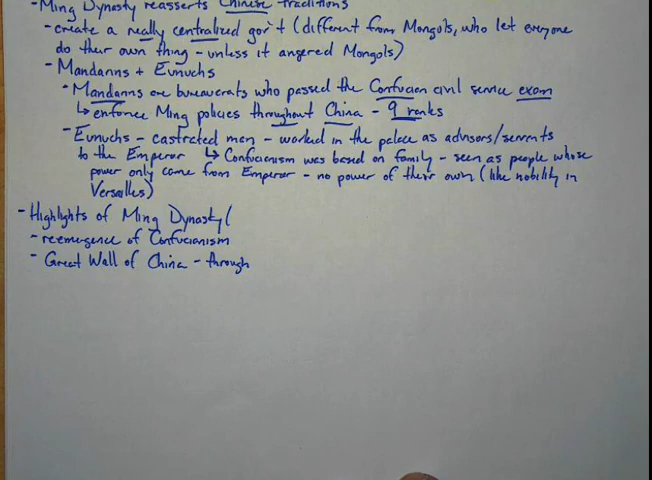 -Ming Dynasty reasserts Chinese traditions
-create a really centralized gov't (different from Mongols, who let everyone
do their own thing - unless it angered Mongols)
- Mandarins + Eunuchs
- Mandarins are bureaucrats who passed the Confucian civil service exam
↳ enforce Ming policies throughout China - 9 ranks
- Eunuchs - castrated men - worked in the palace as advisors/servents
to the Emperor ↳ Confucianism was based on family - seen as people whose
power only came from Emperor - no power of their own (like nobility in
Versailles)
- Highlights of Ming Dynasty (
- reemergence of Confucianism
- Great Wall of China - through